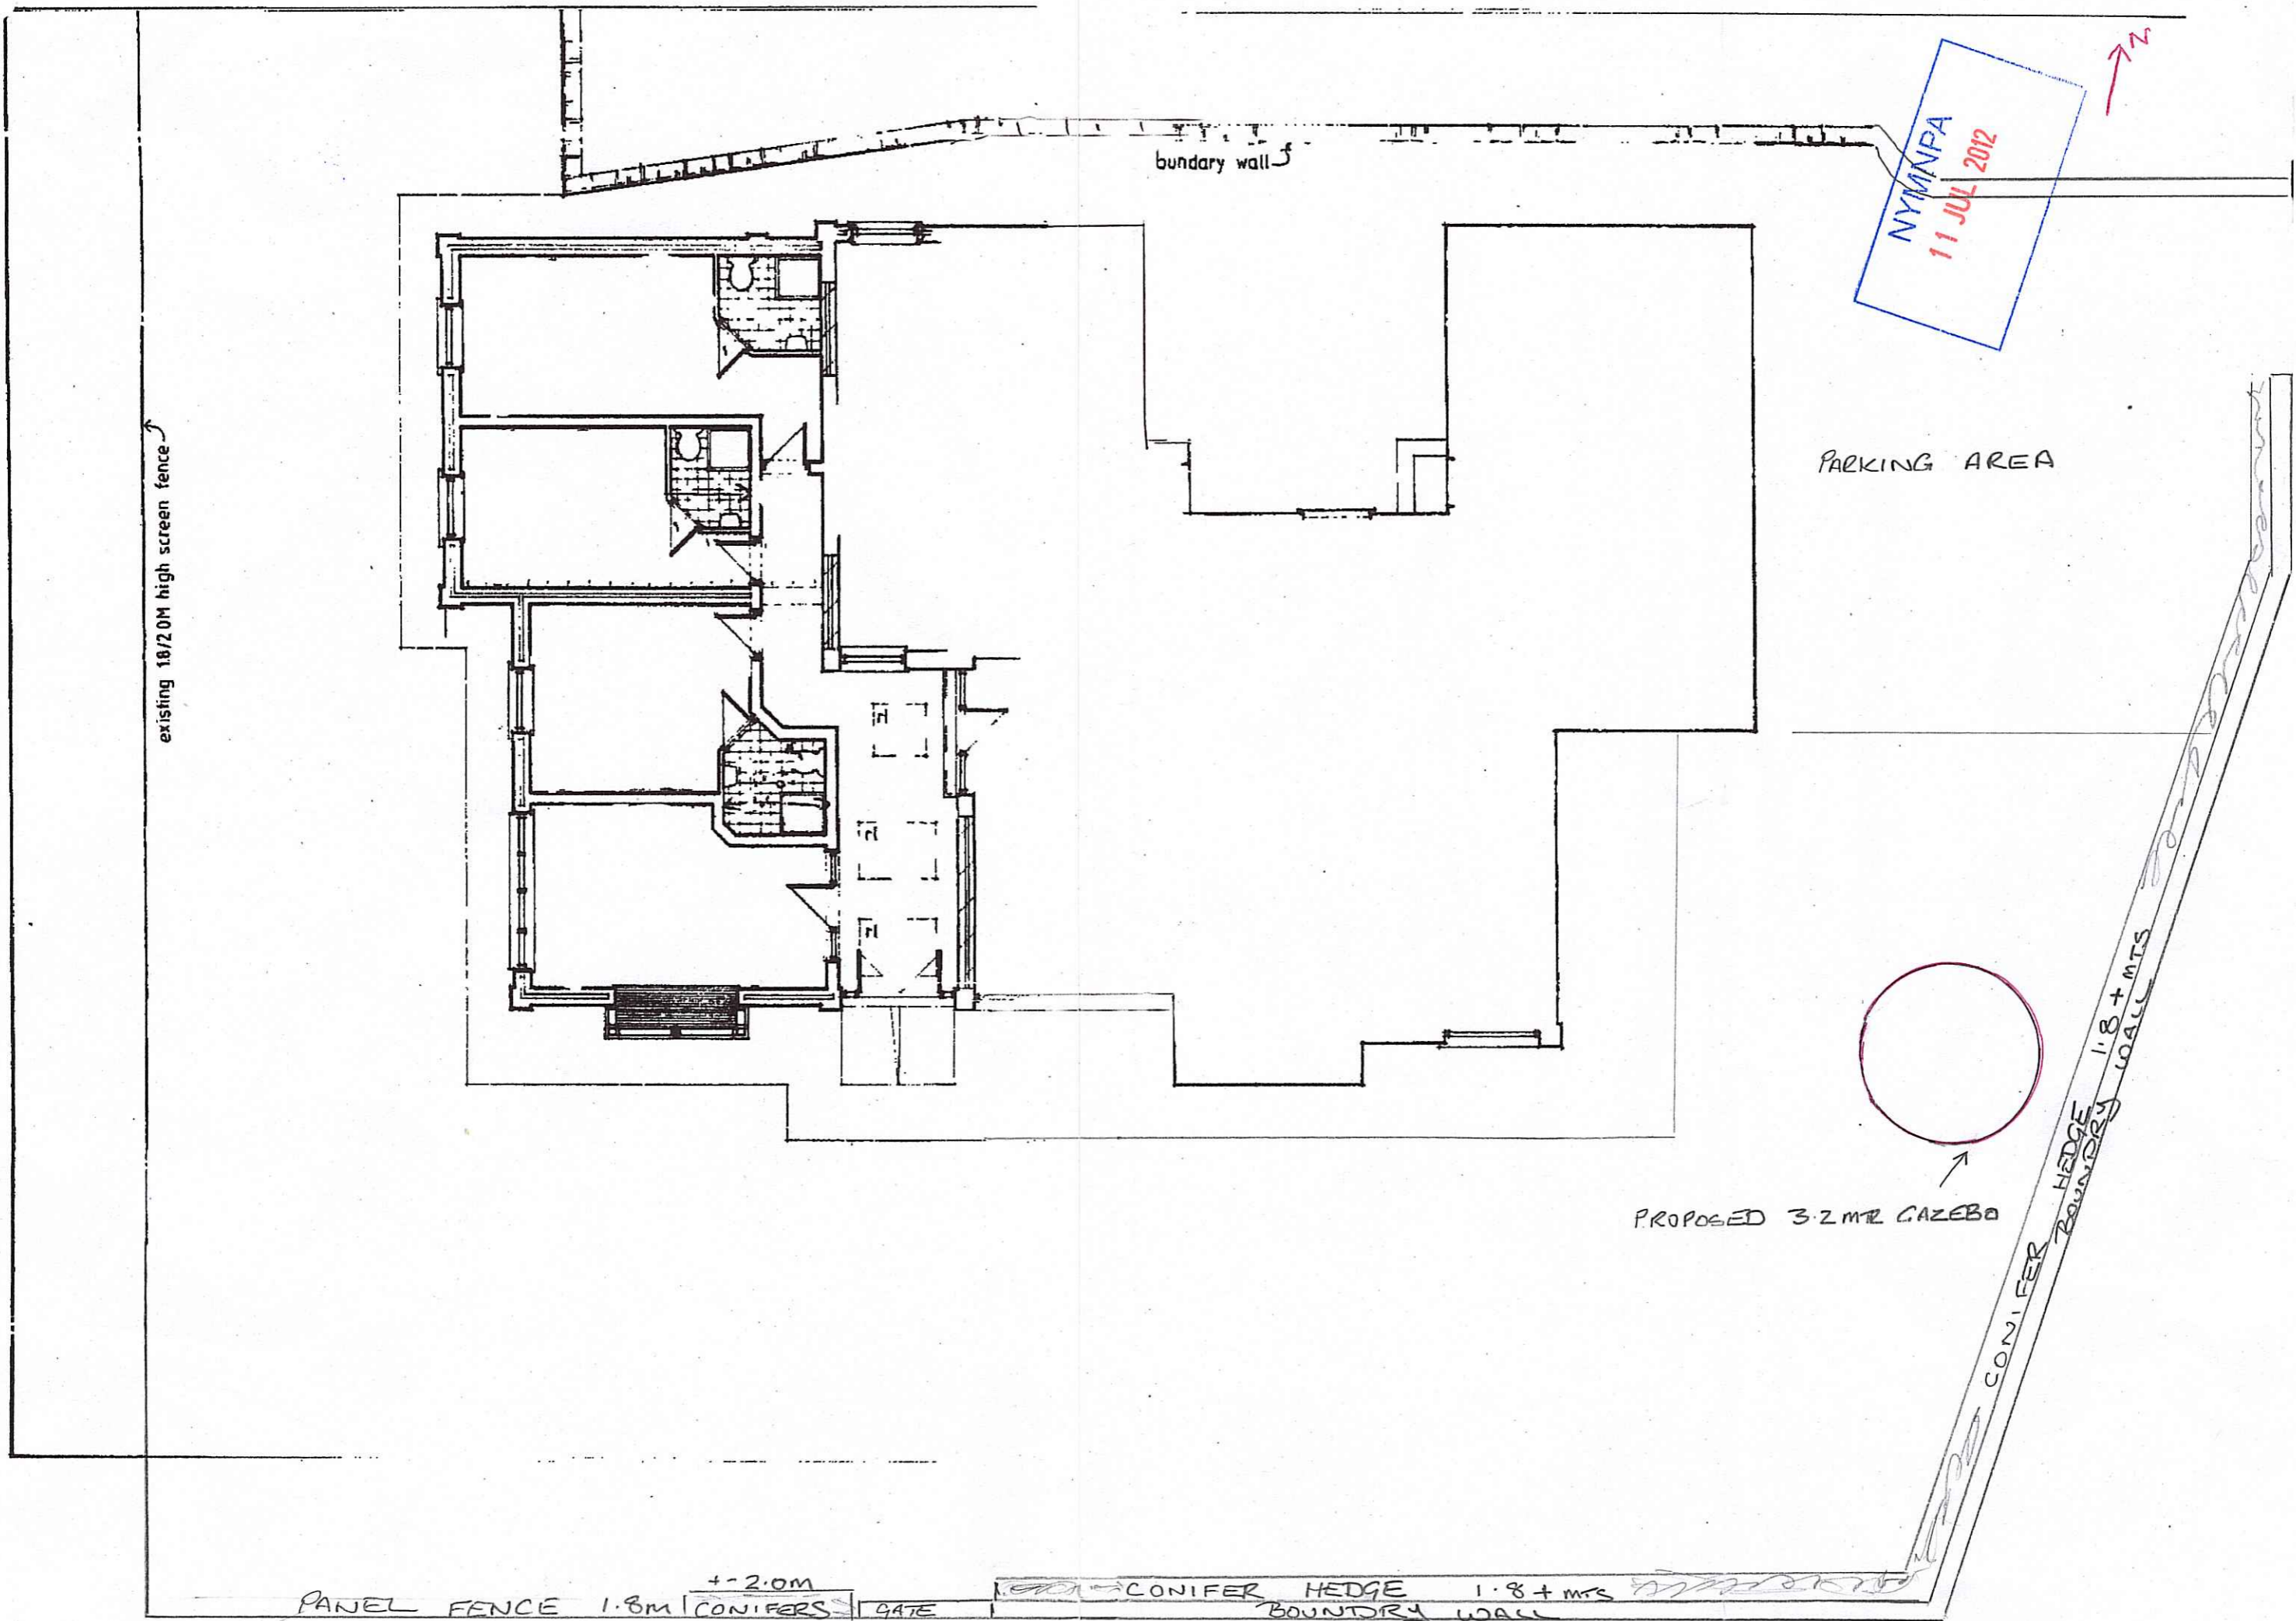 N
NYMNPA
11 JUL 2012
bundary wall
existing 1.8/2.0M high screen fence
PARKING AREA
PROPOSED 3.2 MTR GAZEBO
CONIFER HEDGE 1.8 + MTS
BOUNDRY WALL
+-2.0m
PANEL FENCE 1.8m CONIFERS GATE
CONIFER HEDGE 1.8 + mts
BOUNDRY WALL